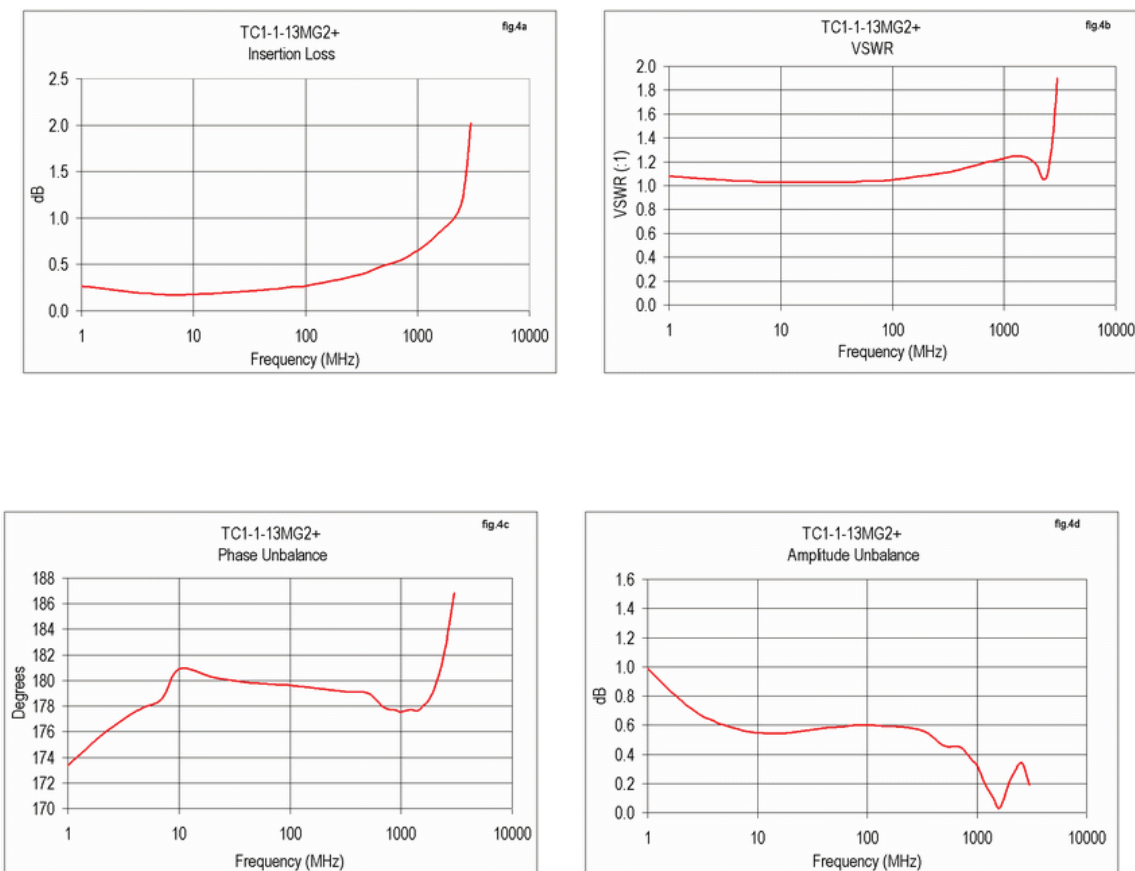 TC1-1-13MG2+
fig.4a
Insertion Loss
2.5
2.0
1.5
1.0
0.5
0.0
dB
1 10 100 1000 10000
Frequency (MHz)
TC1-1-13MG2+
fig.4b
VSWR
2.0
1.8
1.6
1.4
1.2
1.0
0.8
0.6
0.4
0.2
0.0
VSWR (:1)
1 10 100 1000 10000
Frequency (MHz)
TC1-1-13MG2+
fig.4c
Phase Unbalance
188
186
184
182
180
178
176
174
172
170
Degrees
1 10 100 1000 10000
Frequency (MHz)
TC1-1-13MG2+
fig.4d
Amplitude Unbalance
1.6
1.4
1.2
1.0
0.8
0.6
0.4
0.2
0.0
dB
1 10 100 1000 10000
Frequency (MHz)